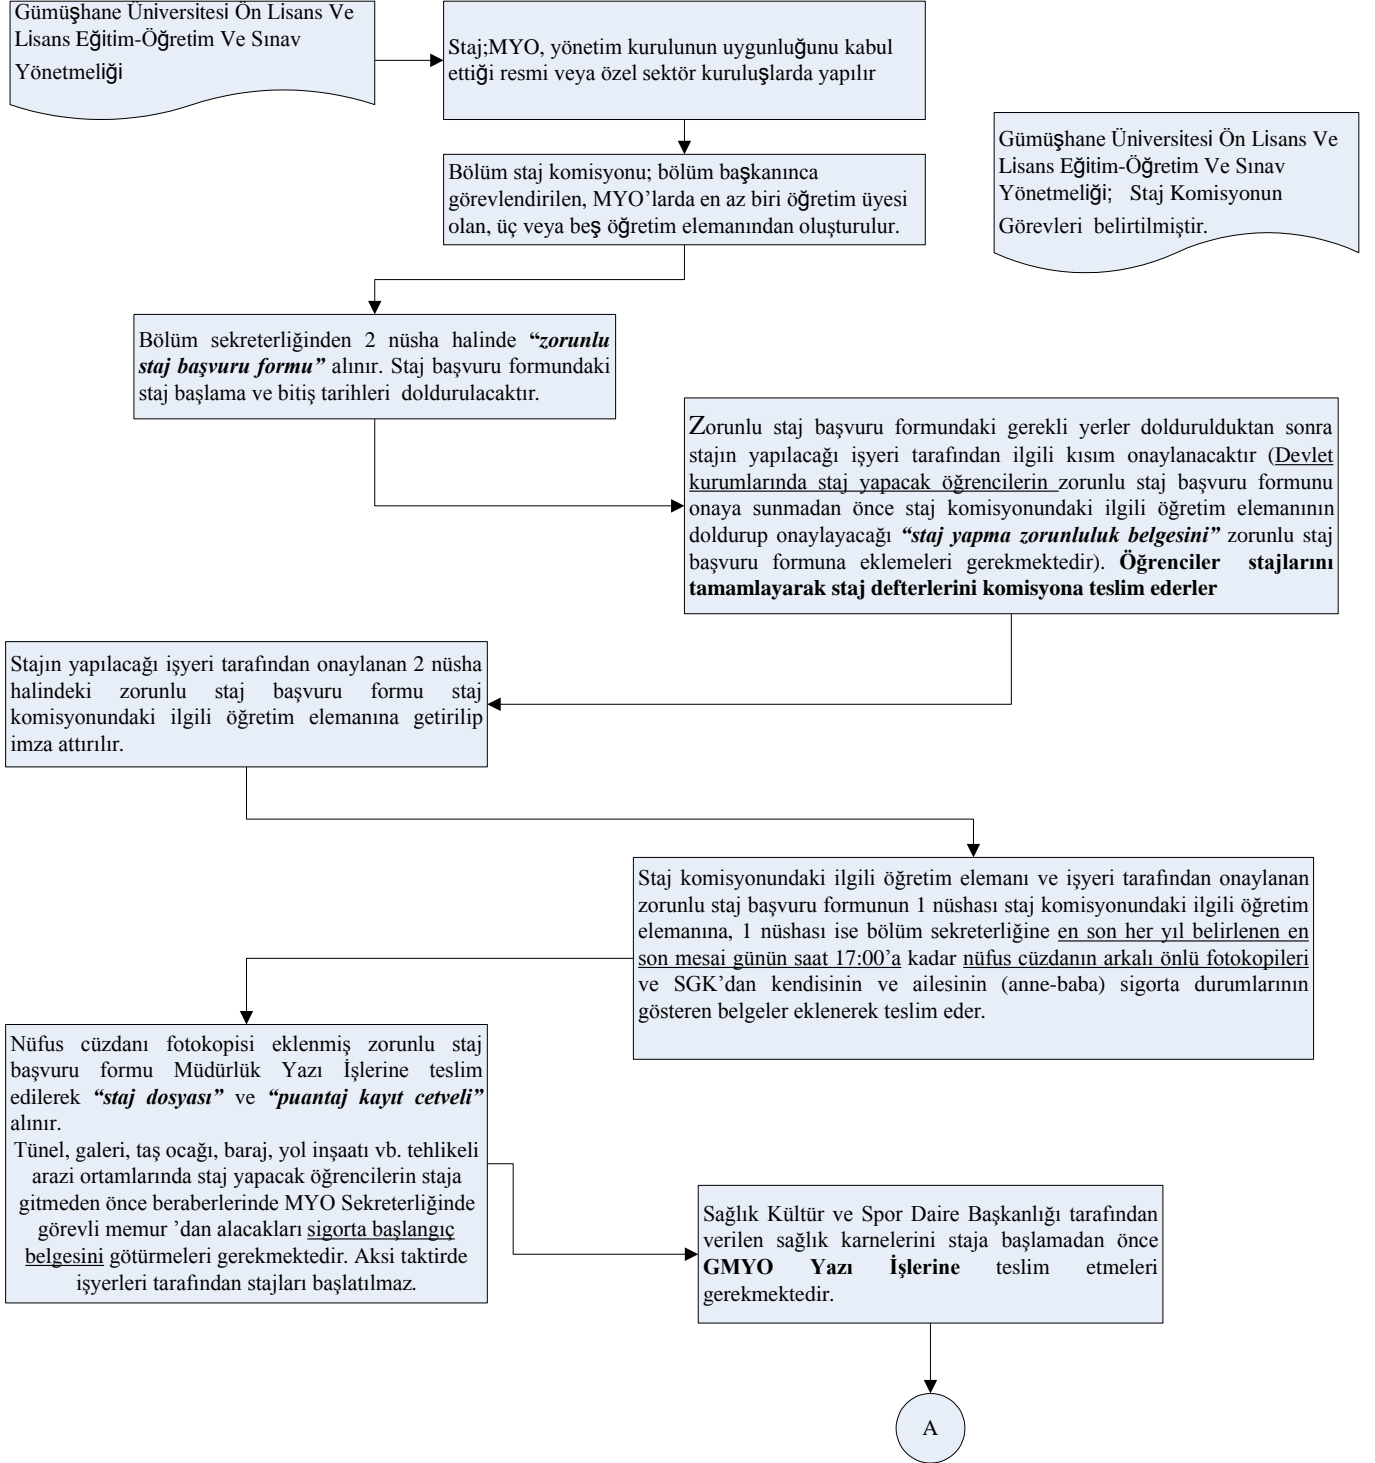 Gümüşhane Üniversitesi Ön Lisans Ve
Lisans Eğitim-Öğretim Ve Sınav
Yönetmeliği
Staj;MYO, yönetim kurulunun uygunluğunu kabul
ettiği resmi veya özel sektör kuruluşlarda yapılır
Gümüşhane Üniversitesi Ön Lisans Ve
Lisans Eğitim-Öğretim Ve Sınav
Yönetmeliği; Staj Komisyonun
Görevleri belirtilmiştir.
Bölüm staj komisyonu; bölüm başkanınca
görevlendirilen, MYO’larda en az biri öğretim üyesi
olan, üç veya beş öğretim elemanından oluşturulur.
Bölüm sekreterliğinden 2 nüsha halinde “zorunlu
staj başvuru formu” alınır. Staj başvuru formundaki
staj başlama ve bitiş tarihleri doldurulacaktır.
Zorunlu staj başvuru formundaki gerekli yerler doldurulduktan sonra
stajın yapılacağı işyeri tarafından ilgili kısım onaylanacaktır (Devlet
kurumlarında staj yapacak öğrencilerin zorunlu staj başvuru formunu
onaya sunmadan önce staj komisyonundaki ilgili öğretim elemanının
doldurup onaylayacağı “staj yapma zorunluluk belgesini” zorunlu staj
başvuru formuna eklemeleri gerekmektedir). Öğrenciler stajlarını
tamamlayarak staj defterlerini komisyona teslim ederler
Stajın yapılacağı işyeri tarafından onaylanan 2 nüsha
halindeki zorunlu staj başvuru formu staj
komisyonundaki ilgili öğretim elemanına getirilip
imza attırılır.
Staj komisyonundaki ilgili öğretim elemanı ve işyeri tarafından onaylanan
zorunlu staj başvuru formunun 1 nüshası staj komisyonundaki ilgili öğretim
elemanına, 1 nüshası ise bölüm sekreterliğine en son her yıl belirlenen en
son mesai günün saat 17:00’a kadar nüfus cüzdanın arkalı önlü fotokopileri
ve SGK’dan kendisinin ve ailesinin (anne-baba) sigorta durumlarının
gösteren belgeler eklenerek teslim eder.
Nüfus cüzdanı fotokopisi eklenmiş zorunlu staj
başvuru formu Müdürlük Yazı İşlerine teslim
edilerek “staj dosyası” ve “puantaj kayıt cetveli”
alınır.
Tünel, galeri, taş ocağı, baraj, yol inşaatı vb. tehlikeli
arazi ortamlarında staj yapacak öğrencilerin staja
gitmeden önce beraberlerinde MYO Sekreterliğinde
görevli memur ’dan alacakları sigorta başlangıç
belgesini götürmeleri gerekmektedir. Aksi taktirde
işyerleri tarafından stajları başlatılmaz.
Sağlık Kültür ve Spor Daire Başkanlığı tarafından
verilen sağlık karnelerini staja başlamadan önce
GMYO Yazı İşlerine teslim etmeleri
gerekmektedir.
A